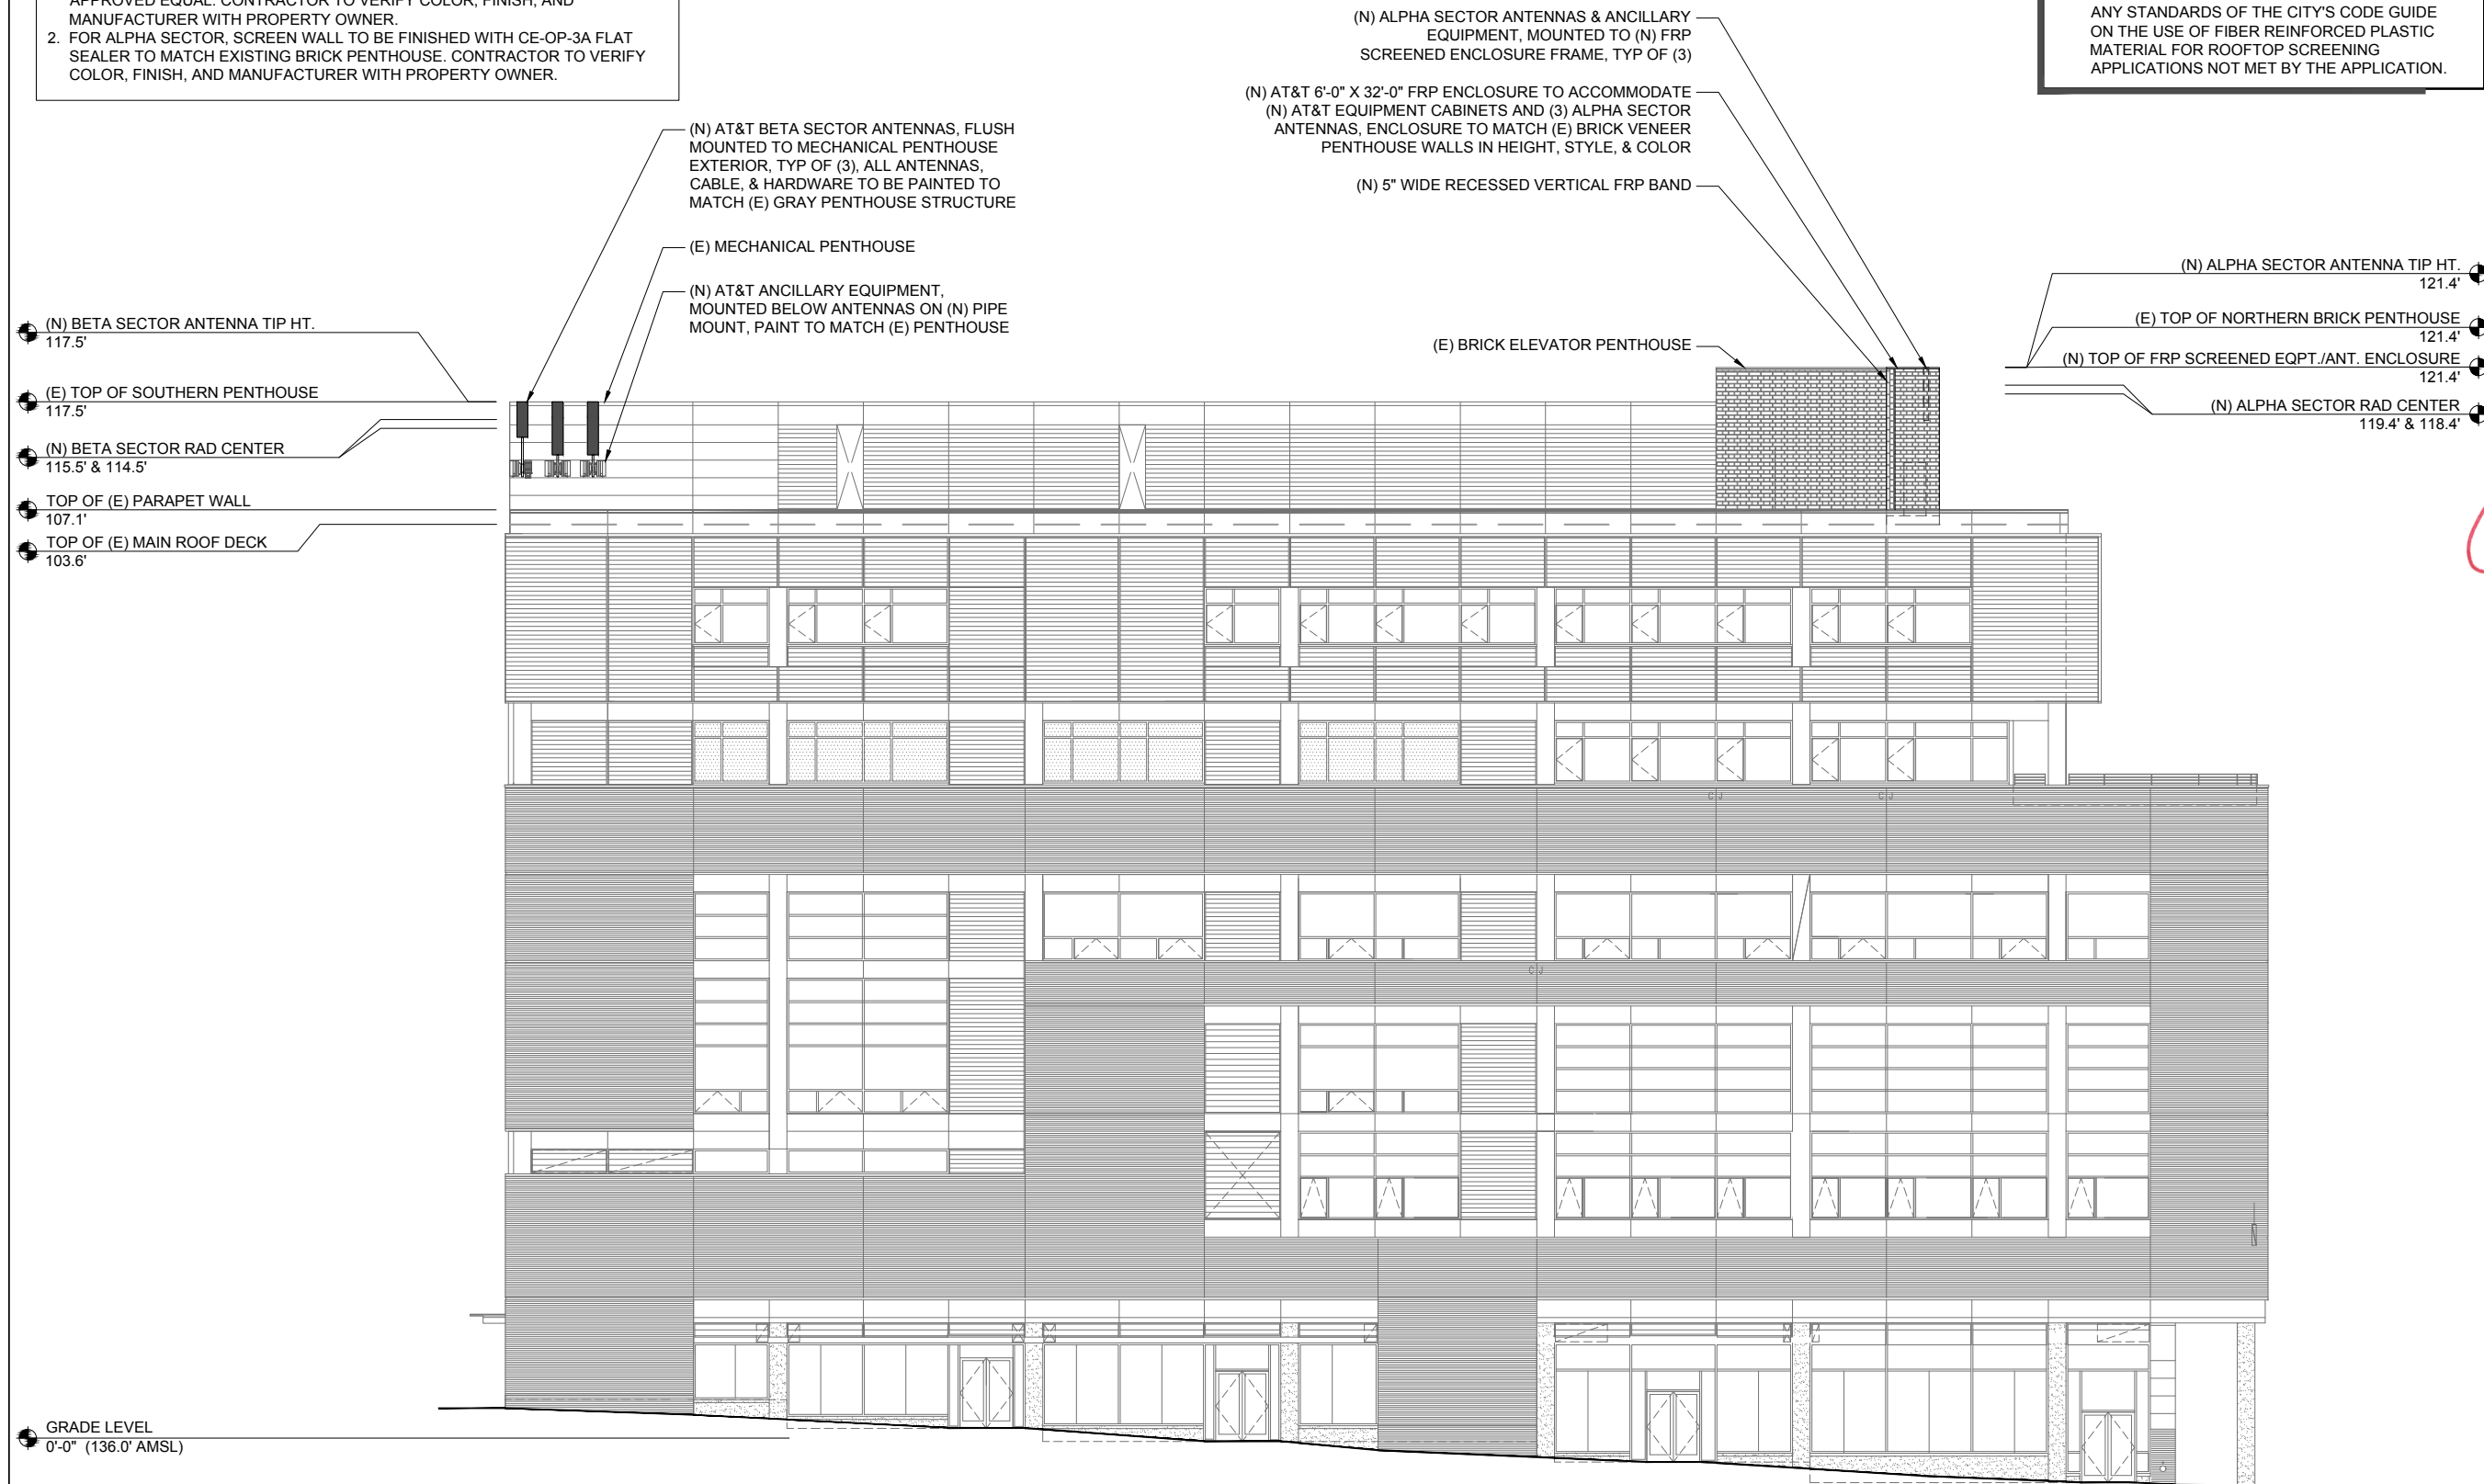 APPROVED EQUAL. CONTRACTOR TO VERIFY COLOR, FINISH, AND
MANUFACTURER WITH PROPERTY OWNER.
2. FOR ALPHA SECTOR, SCREEN WALL TO BE FINISHED WITH CE-OP-3A FLAT
SEALER TO MATCH EXISTING BRICK PENTHOUSE. CONTRACTOR TO VERIFY
COLOR, FINISH, AND MANUFACTURER WITH PROPERTY OWNER.
ANY STANDARDS OF THE CITY'S CODE GUIDE
ON THE USE OF FIBER REINFORCED PLASTIC
MATERIAL FOR ROOFTOP SCREENING
APPLICATIONS NOT MET BY THE APPLICATION.
(N) ALPHA SECTOR ANTENNAS & ANCILLARY
EQUIPMENT, MOUNTED TO (N) FRP
SCREENED ENCLOSURE FRAME, TYP OF (3)
(N) AT&T 6'-0" X 32'-0" FRP ENCLOSURE TO ACCOMMODATE
(N) AT&T EQUIPMENT CABINETS AND (3) ALPHA SECTOR
ANTENNAS, ENCLOSURE TO MATCH (E) BRICK VENEER
PENTHOUSE WALLS IN HEIGHT, STYLE, & COLOR
(N) 5" WIDE RECESSED VERTICAL FRP BAND
(E) BRICK ELEVATOR PENTHOUSE
(N) AT&T BETA SECTOR ANTENNAS, FLUSH
MOUNTED TO MECHANICAL PENTHOUSE
EXTERIOR, TYP OF (3), ALL ANTENNAS,
CABLE, & HARDWARE TO BE PAINTED TO
MATCH (E) GRAY PENTHOUSE STRUCTURE
(E) MECHANICAL PENTHOUSE
(N) AT&T ANCILLARY EQUIPMENT,
MOUNTED BELOW ANTENNAS ON (N) PIPE
MOUNT, PAINT TO MATCH (E) PENTHOUSE
(N) BETA SECTOR ANTENNA TIP HT.
117.5'
(E) TOP OF SOUTHERN PENTHOUSE
117.5'
(N) BETA SECTOR RAD CENTER
115.5' & 114.5'
TOP OF (E) PARAPET WALL
107.1'
TOP OF (E) MAIN ROOF DECK
103.6'
(N) ALPHA SECTOR ANTENNA TIP HT.
121.4'
(E) TOP OF NORTHERN BRICK PENTHOUSE
121.4'
(N) TOP OF FRP SCREENED EQPT./ANT. ENCLOSURE
121.4'
(N) ALPHA SECTOR RAD CENTER
119.4' & 118.4'
C J
C J
C J
GRADE LEVEL
0'-0" (136.0' AMSL)